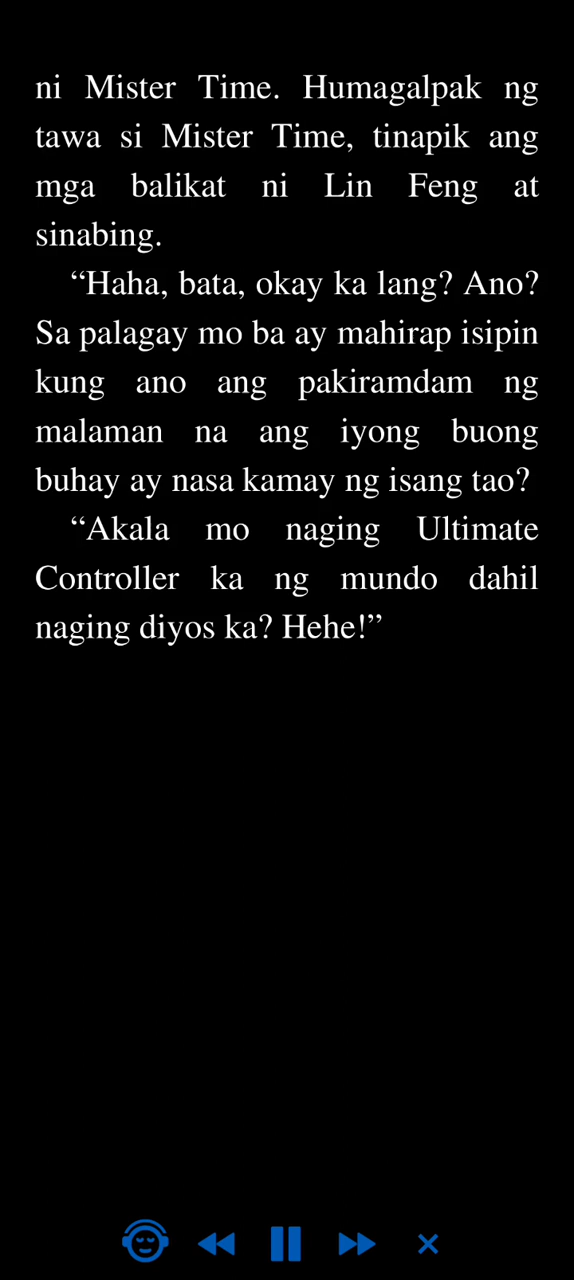 ni Mister Time. Humagalpak ng
tawa si Mister Time, tinapik ang
mga balikat ni Lin Feng at
sinabing.
“Haha, bata, okay ka lang? Ano?
Sa palagay mo ba ay mahirap isipin
kung ano ang pakiramdam ng
malaman na ang iyong buong
buhay ay nasa kamay ng isang tao?
“Akala mo naging Ultimate
Controller ka ng mundo dahil
naging diyos ka? Hehe!”